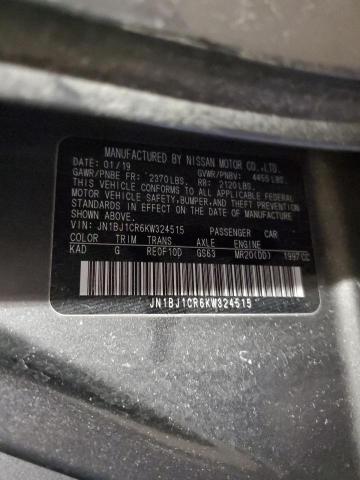 MANUFACTURED BY NISSAN MOTOR CO.,LTD.
DATE: 01/19 GVWR/PNBV: 4455 LBS.
GAWR/PNBE FR: 2370 LBS. RR: 2120 LBS.
THIS VEHICLE CONFORMS TO ALL APPLICABLE FEDERAL
MOTOR VEHICLE SAFETY, BUMPER, AND THEFT PREVENTION
STANDARDS IN EFFECT ON THE DATE OF MANUFACTURE
SHOWN ABOVE.
VIN: JN1BJ1CR6KW324515 PASSENGER CAR
COLOR TRIM TRANS AXLE ENGINE
KAD G RE0F10D GS63 MR20(DD) 1997 CC
JN1BJ1CR6KW324515